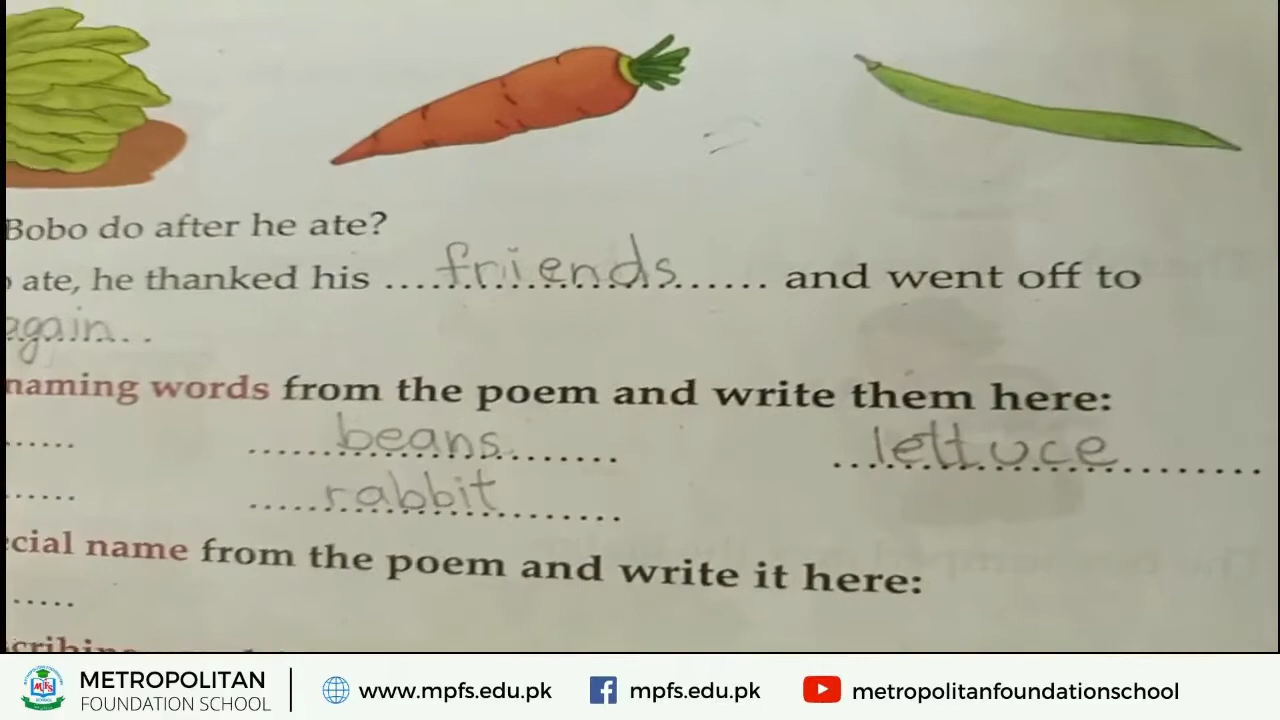 Bobo do after he ate?
ate, he thanked his ....friends...... and went off to
again...
naming words from the poem and write them here:
...... beans lettuce
...... rabbit
cial name from the poem and write it here:
.....
METROPOLITAN
FOUNDATION SCHOOL
www.mpfs.edu.pk
mpfs.edu.pk
metropolitanfoundationschool